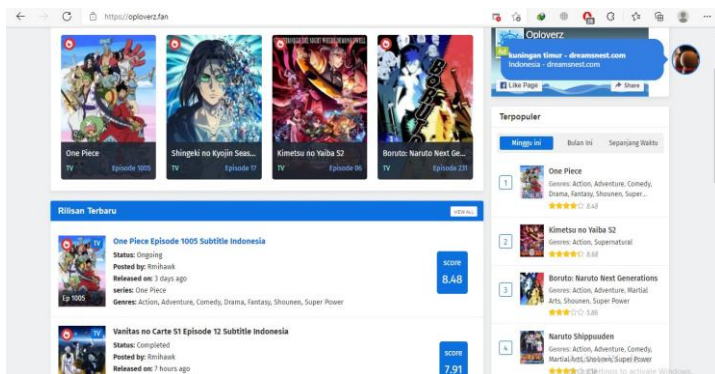 https://oploverz.fan
One Piece
TV Episode 1005
Shingeki no Kyojin Seas...
TV Episode 17
Kimetsu no Yaiba S2
TV Episode 06
Boruto: Naruto Next Ge...
TV Episode 231
Oploverz
Ad
kuningan timur - dreamsnest.com
Indonesia - dreamsnest.com
Like Page
Share
Terpopuler
Minggu ini
Bulan Ini
Sepanjang Waktu
1
One Piece
Genres: Action, Adventure, Comedy,
Drama, Fantasy, Shounen, Super...
8.48
2
Kimetsu no Yaiba S2
Genres: Action, Supernatural
8.68
3
Boruto: Naruto Next Generations
Genres: Action, Adventure, Martial
Arts, Shounen, Super Power
5.86
4
Naruto Shippuuden
Genres: Action, Adventure, Comedy,
Martial Arts, Shounen, Super Power
Rilisan Terbaru
VIEW ALL
TV
Ep 1005
One Piece Episode 1005 Subtitle Indonesia
Status: Ongoing
Posted by: Rmihawk
Released on: 3 days ago
series: One Piece
Genres: Action, Adventure, Comedy, Drama, Fantasy, Shounen, Super Power
score
8.48
TV
Vanitas no Carte S1 Episode 12 Subtitle Indonesia
Status: Completed
Posted by: Rmihawk
Released on: 7 hours ago
score
7.91
to activate Windows.